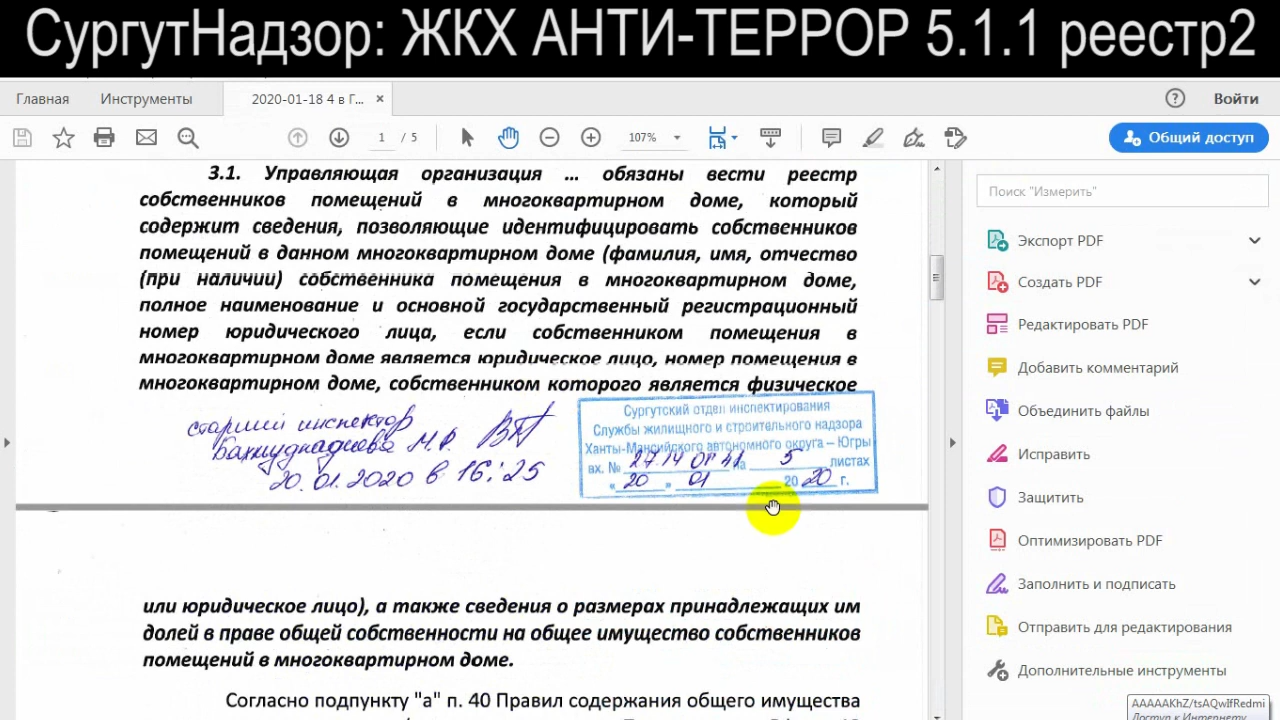 СургутНадзор: ЖКХ АНТИ-ТЕРРОР 5.1.1 реестр2
Главная Инструменты 2020-01-18 4 в Г... × Войти
1 / 5 107% Общий доступ
3.1. Управляющая организация ... обязаны вести реестр
собственников помещений в многоквартирном доме, который
содержит сведения, позволяющие идентифицировать собственников
помещений в данном многоквартирном доме (фамилия, имя, отчество
(при наличии) собственника помещения в многоквартирном доме,
полное наименование и основной государственный регистрационный
номер юридического лица, если собственником помещения в
многоквартирном доме является юридическое лицо, номер помещения в
многоквартирном доме, собственником которого является физическое
старший инспектор
М.Р.
20.01.2020 в 16:25
Сургутский отдел инспектирования
Службы жилищного и строительного надзора
Ханты-Мансийского автономного округа – Югры
вх. № на 5 листах
« 20 » 01 20 20 г.
или юридическое лицо), а также сведения о размерах принадлежащих им
долей в праве общей собственности на общее имущество собственников
помещений в многоквартирном доме.
Согласно подпункту "а" п. 40 Правил содержания общего имущества
Поиск "Измерить"
Экспорт PDF
Создать PDF
Редактировать PDF
Добавить комментарий
Объединить файлы
Исправить
Защитить
Оптимизировать PDF
Заполнить и подписать
Отправить для редактирования
Дополнительные инструменты
AAAAAKhZ/tsAQwIfRedmi
Доступ к Интернету